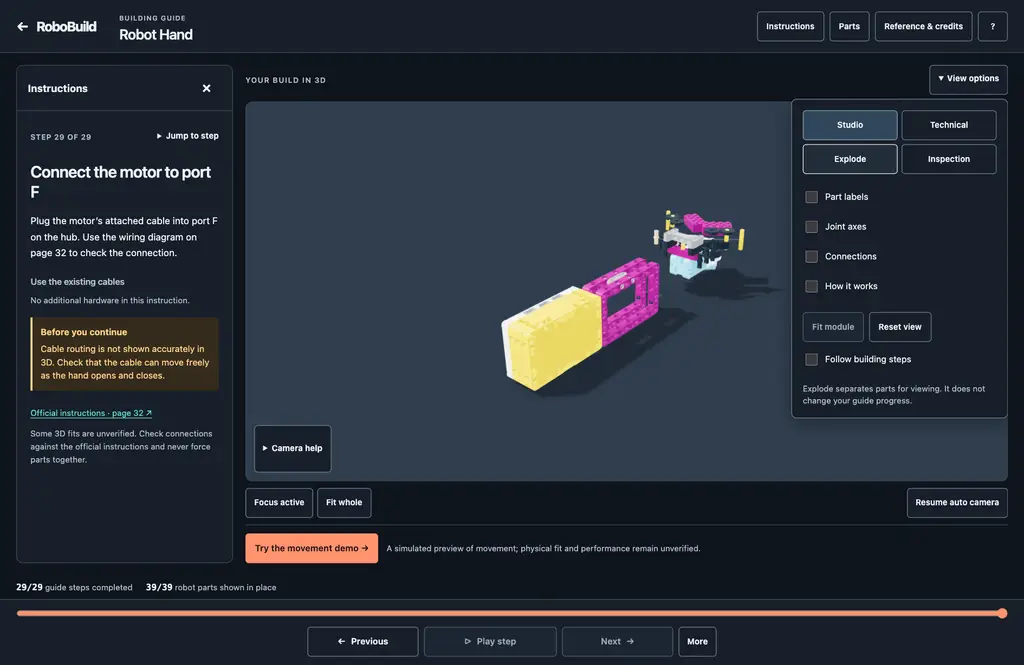 ← RoboBuild
BUILDING GUIDE
Robot Hand
Instructions
Parts
Reference & credits
?
Instructions
×
STEP 29 OF 29
▶ Jump to step
Connect the motor to port
F
Plug the motor’s attached cable into port F
on the hub. Use the wiring diagram on
page 32 to check the connection.
Use the existing cables
No additional hardware in this instruction.
Before you continue
Cable routing is not shown accurately in
3D. Check that the cable can move freely
as the hand opens and closes.
Official instructions · page 32 ↗
Some 3D fits are unverified. Check connections
against the official instructions and never force
parts together.
YOUR BUILD IN 3D
▼ View options
Studio
Technical
Explode
Inspection
Part labels
Joint axes
Connections
How it works
Fit module
Reset view
Follow building steps
Explode separates parts for viewing. It does not
change your guide progress.
▶ Camera help
Focus active
Fit whole
Resume auto camera
Try the movement demo →
A simulated preview of movement; physical fit and performance remain unverified.
29/29 guide steps completed
39/39 robot parts shown in place
← Previous
▷ Play step
Next →
More